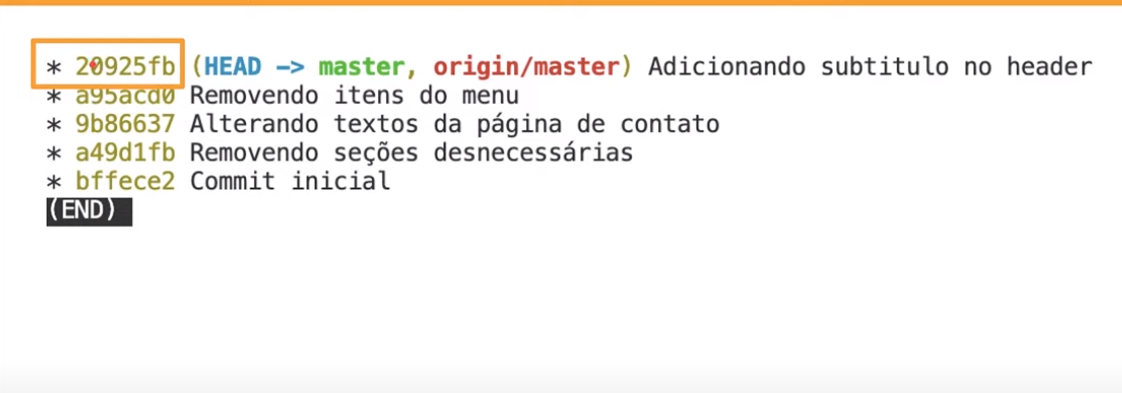 * 20925fb (HEAD -> master, origin/master) Adicionando subtitulo no header
* a95acd0 Removendo itens do menu
* 9b86637 Alterando textos da página de contato
* a49d1fb Removendo seções desnecessárias
* bffece2 Commit inicial
(END)